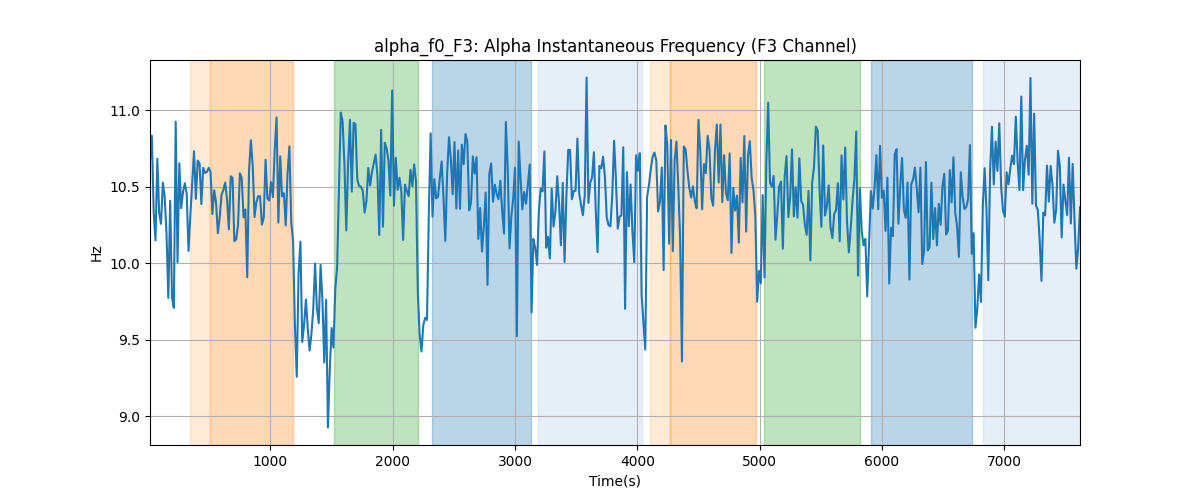 alpha_f0_F3: Alpha Instantaneous Frequency (F3 Channel)
11.0
10.5
10.0
9.5
9.0
Hz
1000 2000 3000 4000 5000 6000 7000
Time(s)